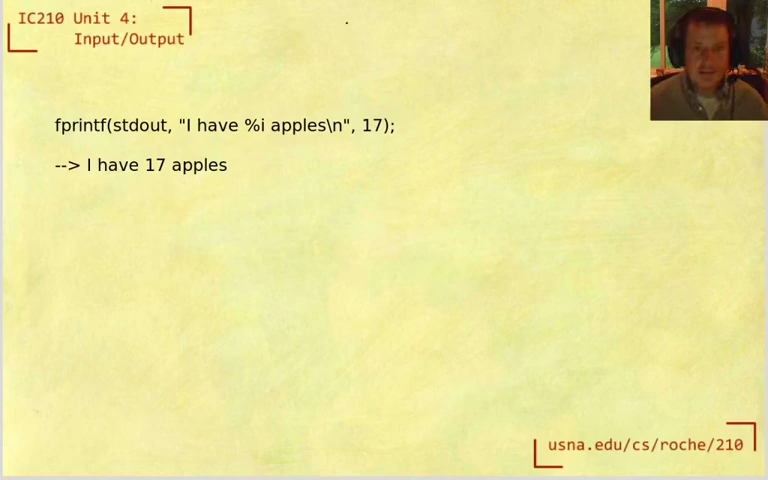 IC210 Unit 4:
Input/Output
fprintf(stdout, "I have %i apples\n", 17);
--> I have 17 apples
usna.edu/cs/roche/210